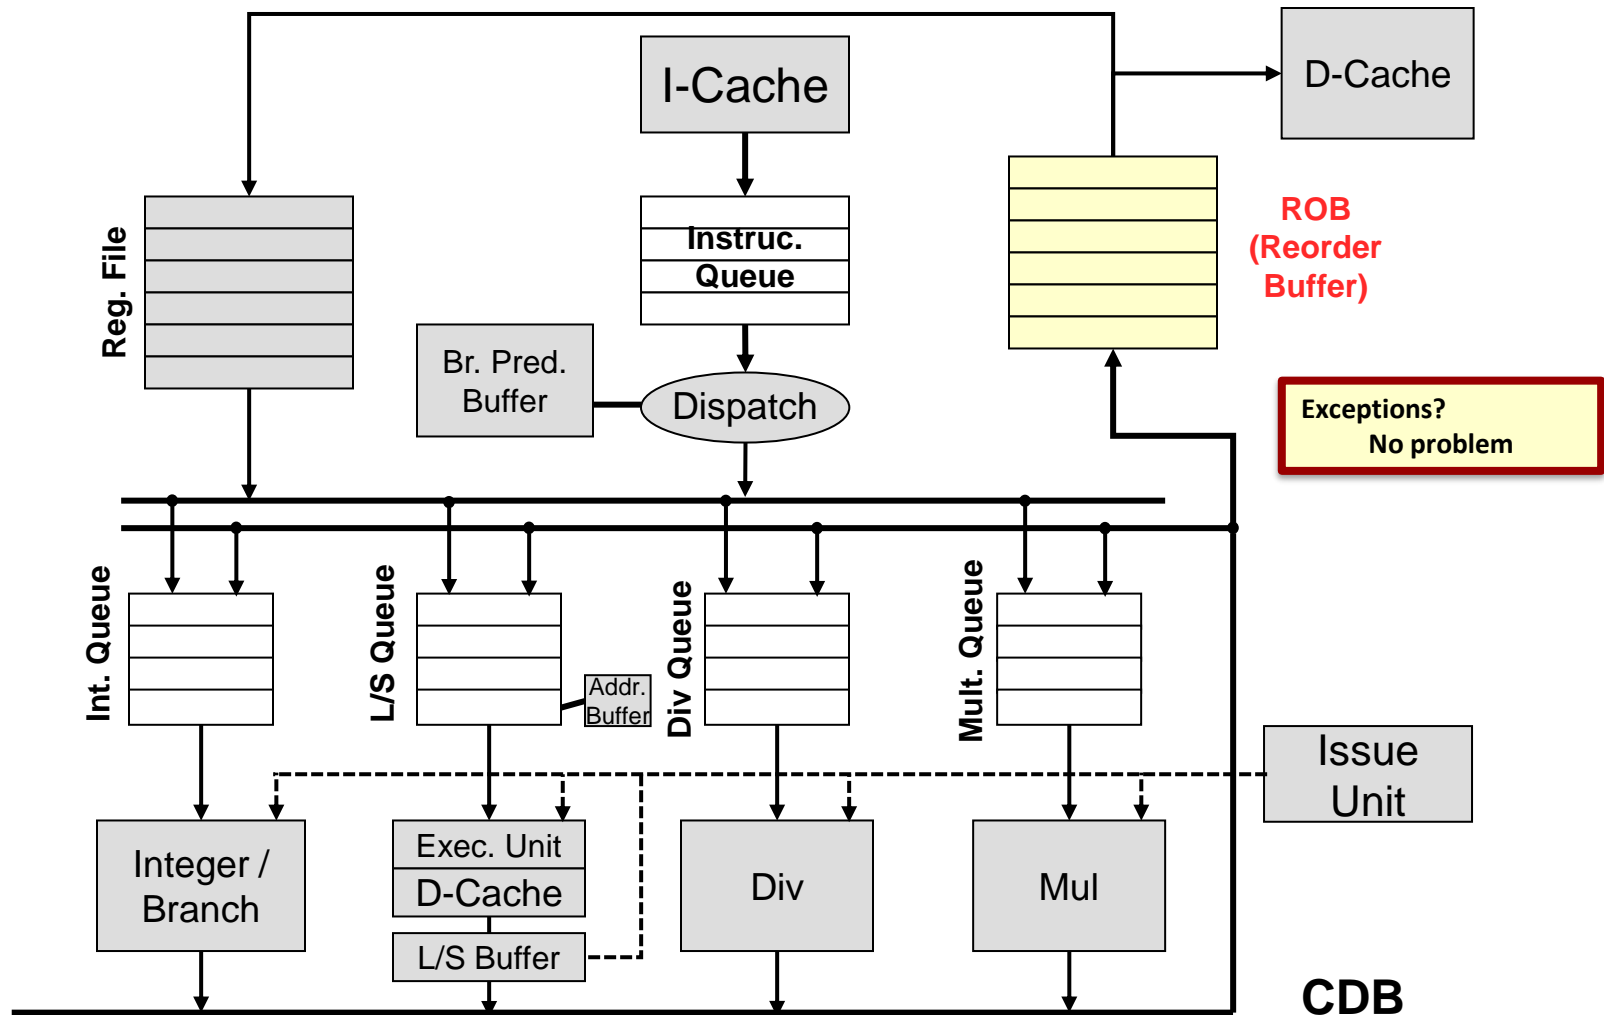 I-Cache
D-Cache
Reg. File
Instruc.
Queue
ROB
(Reorder
Buffer)
Br. Pred.
Buffer
Dispatch
Exceptions?
No problem
Int. Queue
L/S Queue
Addr.
Buffer
Div Queue
Mult. Queue
Issue
Unit
Integer /
Branch
Exec. Unit
D-Cache
L/S Buffer
Div
Mul
CDB